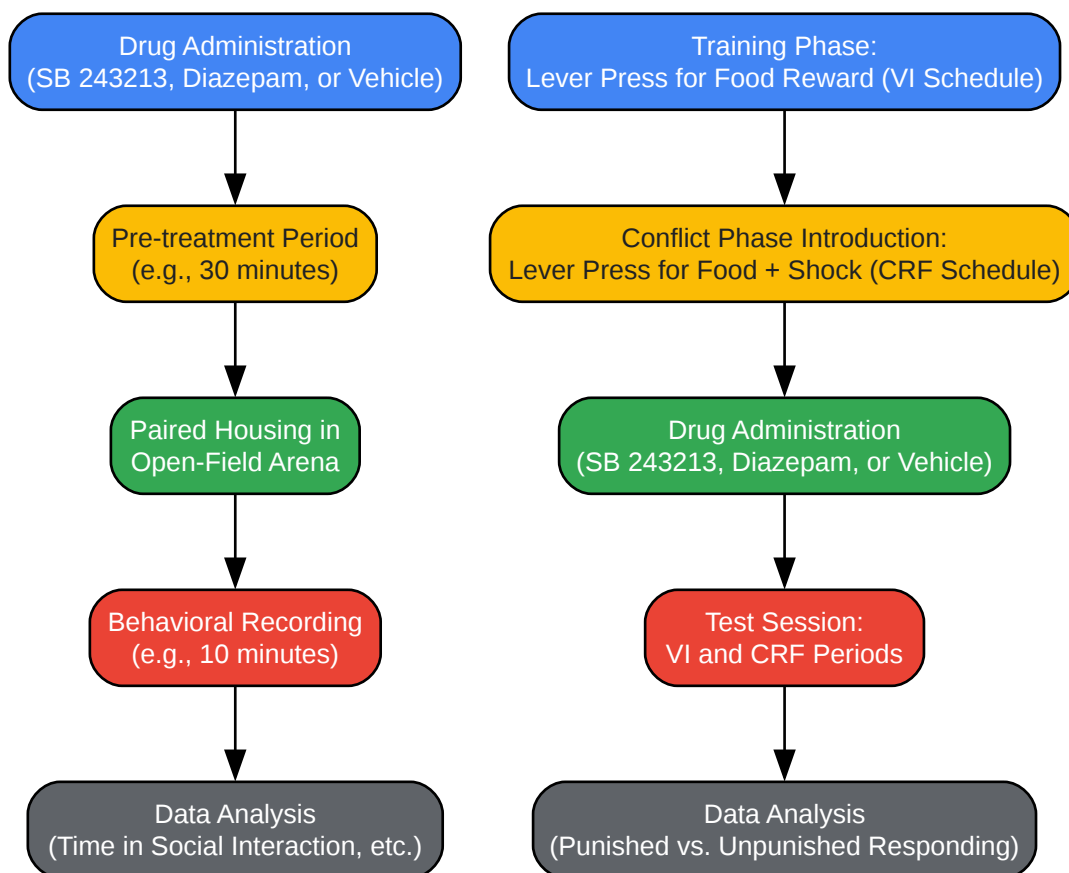 Drug Administration
(SB 243213, Diazepam, or Vehicle)
Pre-treatment Period
(e.g., 30 minutes)
Paired Housing in
Open-Field Arena
Behavioral Recording
(e.g., 10 minutes)
Data Analysis
(Time in Social Interaction, etc.)
Training Phase:
Lever Press for Food Reward (VI Schedule)
Conflict Phase Introduction:
Lever Press for Food + Shock (CRF Schedule)
Drug Administration
(SB 243213, Diazepam, or Vehicle)
Test Session:
VI and CRF Periods
Data Analysis
(Punished vs. Unpunished Responding)